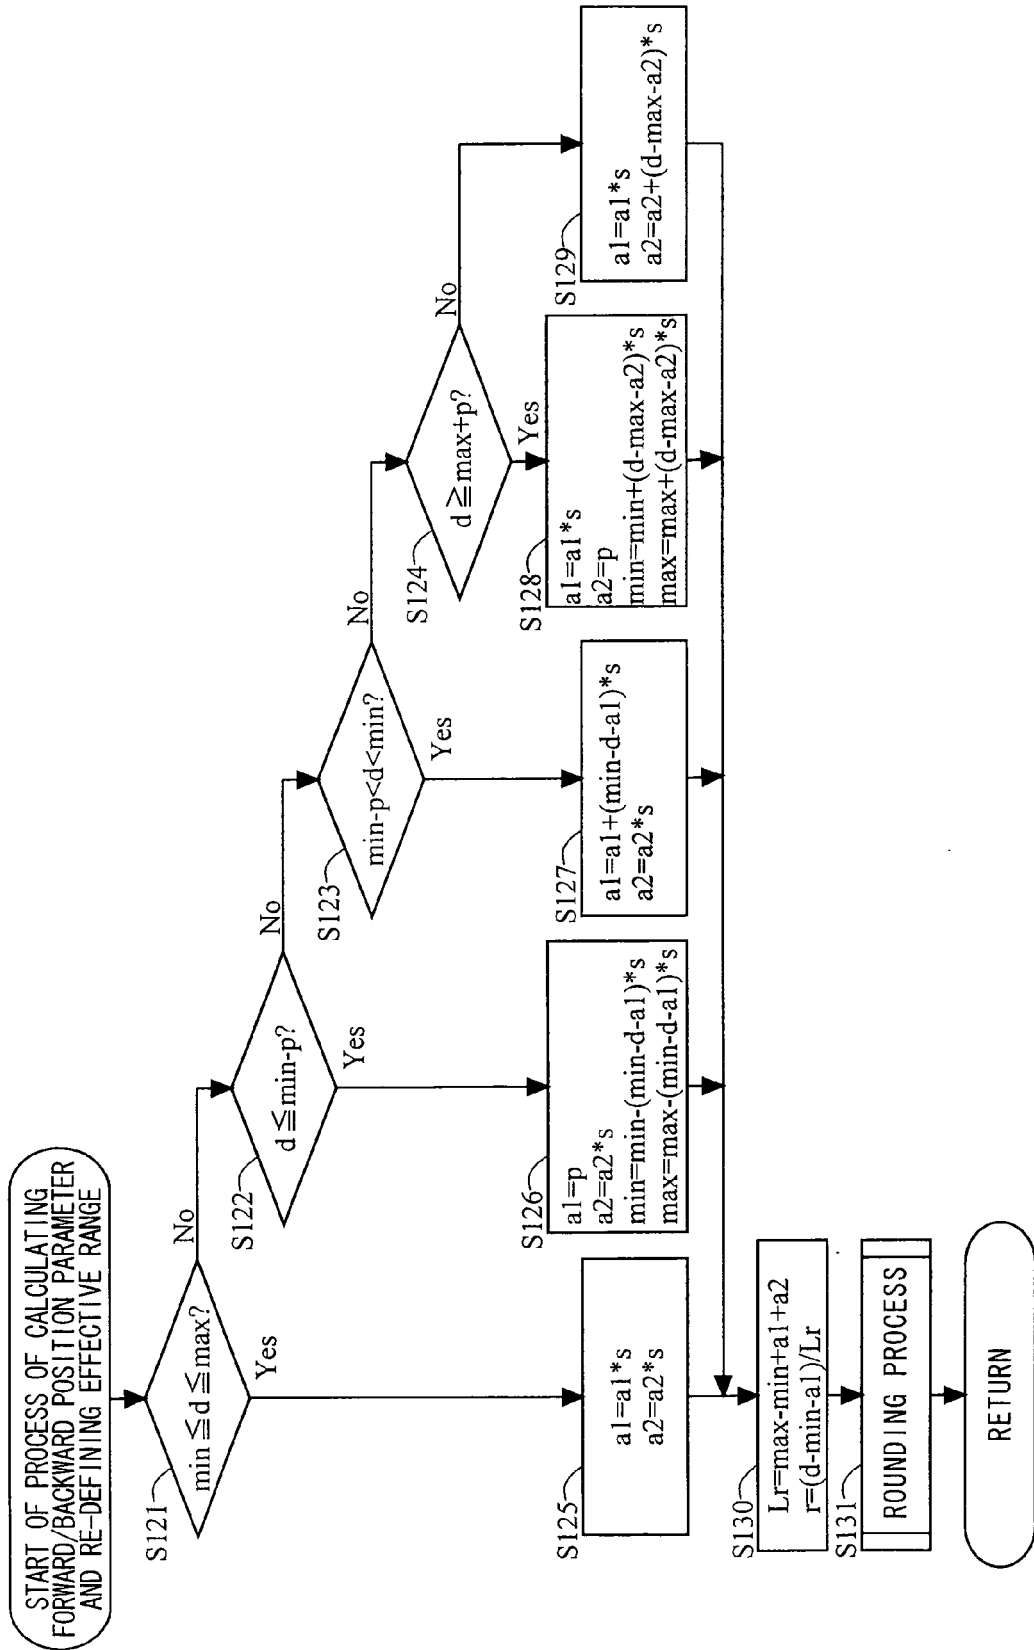 START OF PROCESS OF CALCULATING
FORWARD/BACKWARD POSITION PARAMETER
AND RE-DEFINING EFFECTIVE RANGE
S121
min≦d≦max?
No
Yes
S122
d≦min-p?
No
Yes
S123
min-p<d<min?
No
Yes
S124
d≧max+p?
No
Yes
S125
a1=a1*s
a2=a2*s
S126
a1=p
a2=a2*s
min=min-(min-d-a1)*s
max=max-(min-d-a1)*s
S127
a1=a1+(min-d-a1)*s
a2=a2*s
S128
a1=a1*s
a2=p
min=min+(d-max-a2)*s
max=max+(d-max-a2)*s
S129
a1=a1*s
a2=a2+(d-max-a2)*s
S130
Lr=max-min+a1+a2
r=(d-min-a1)/Lr
S131
ROUNDING PROCESS
RETURN